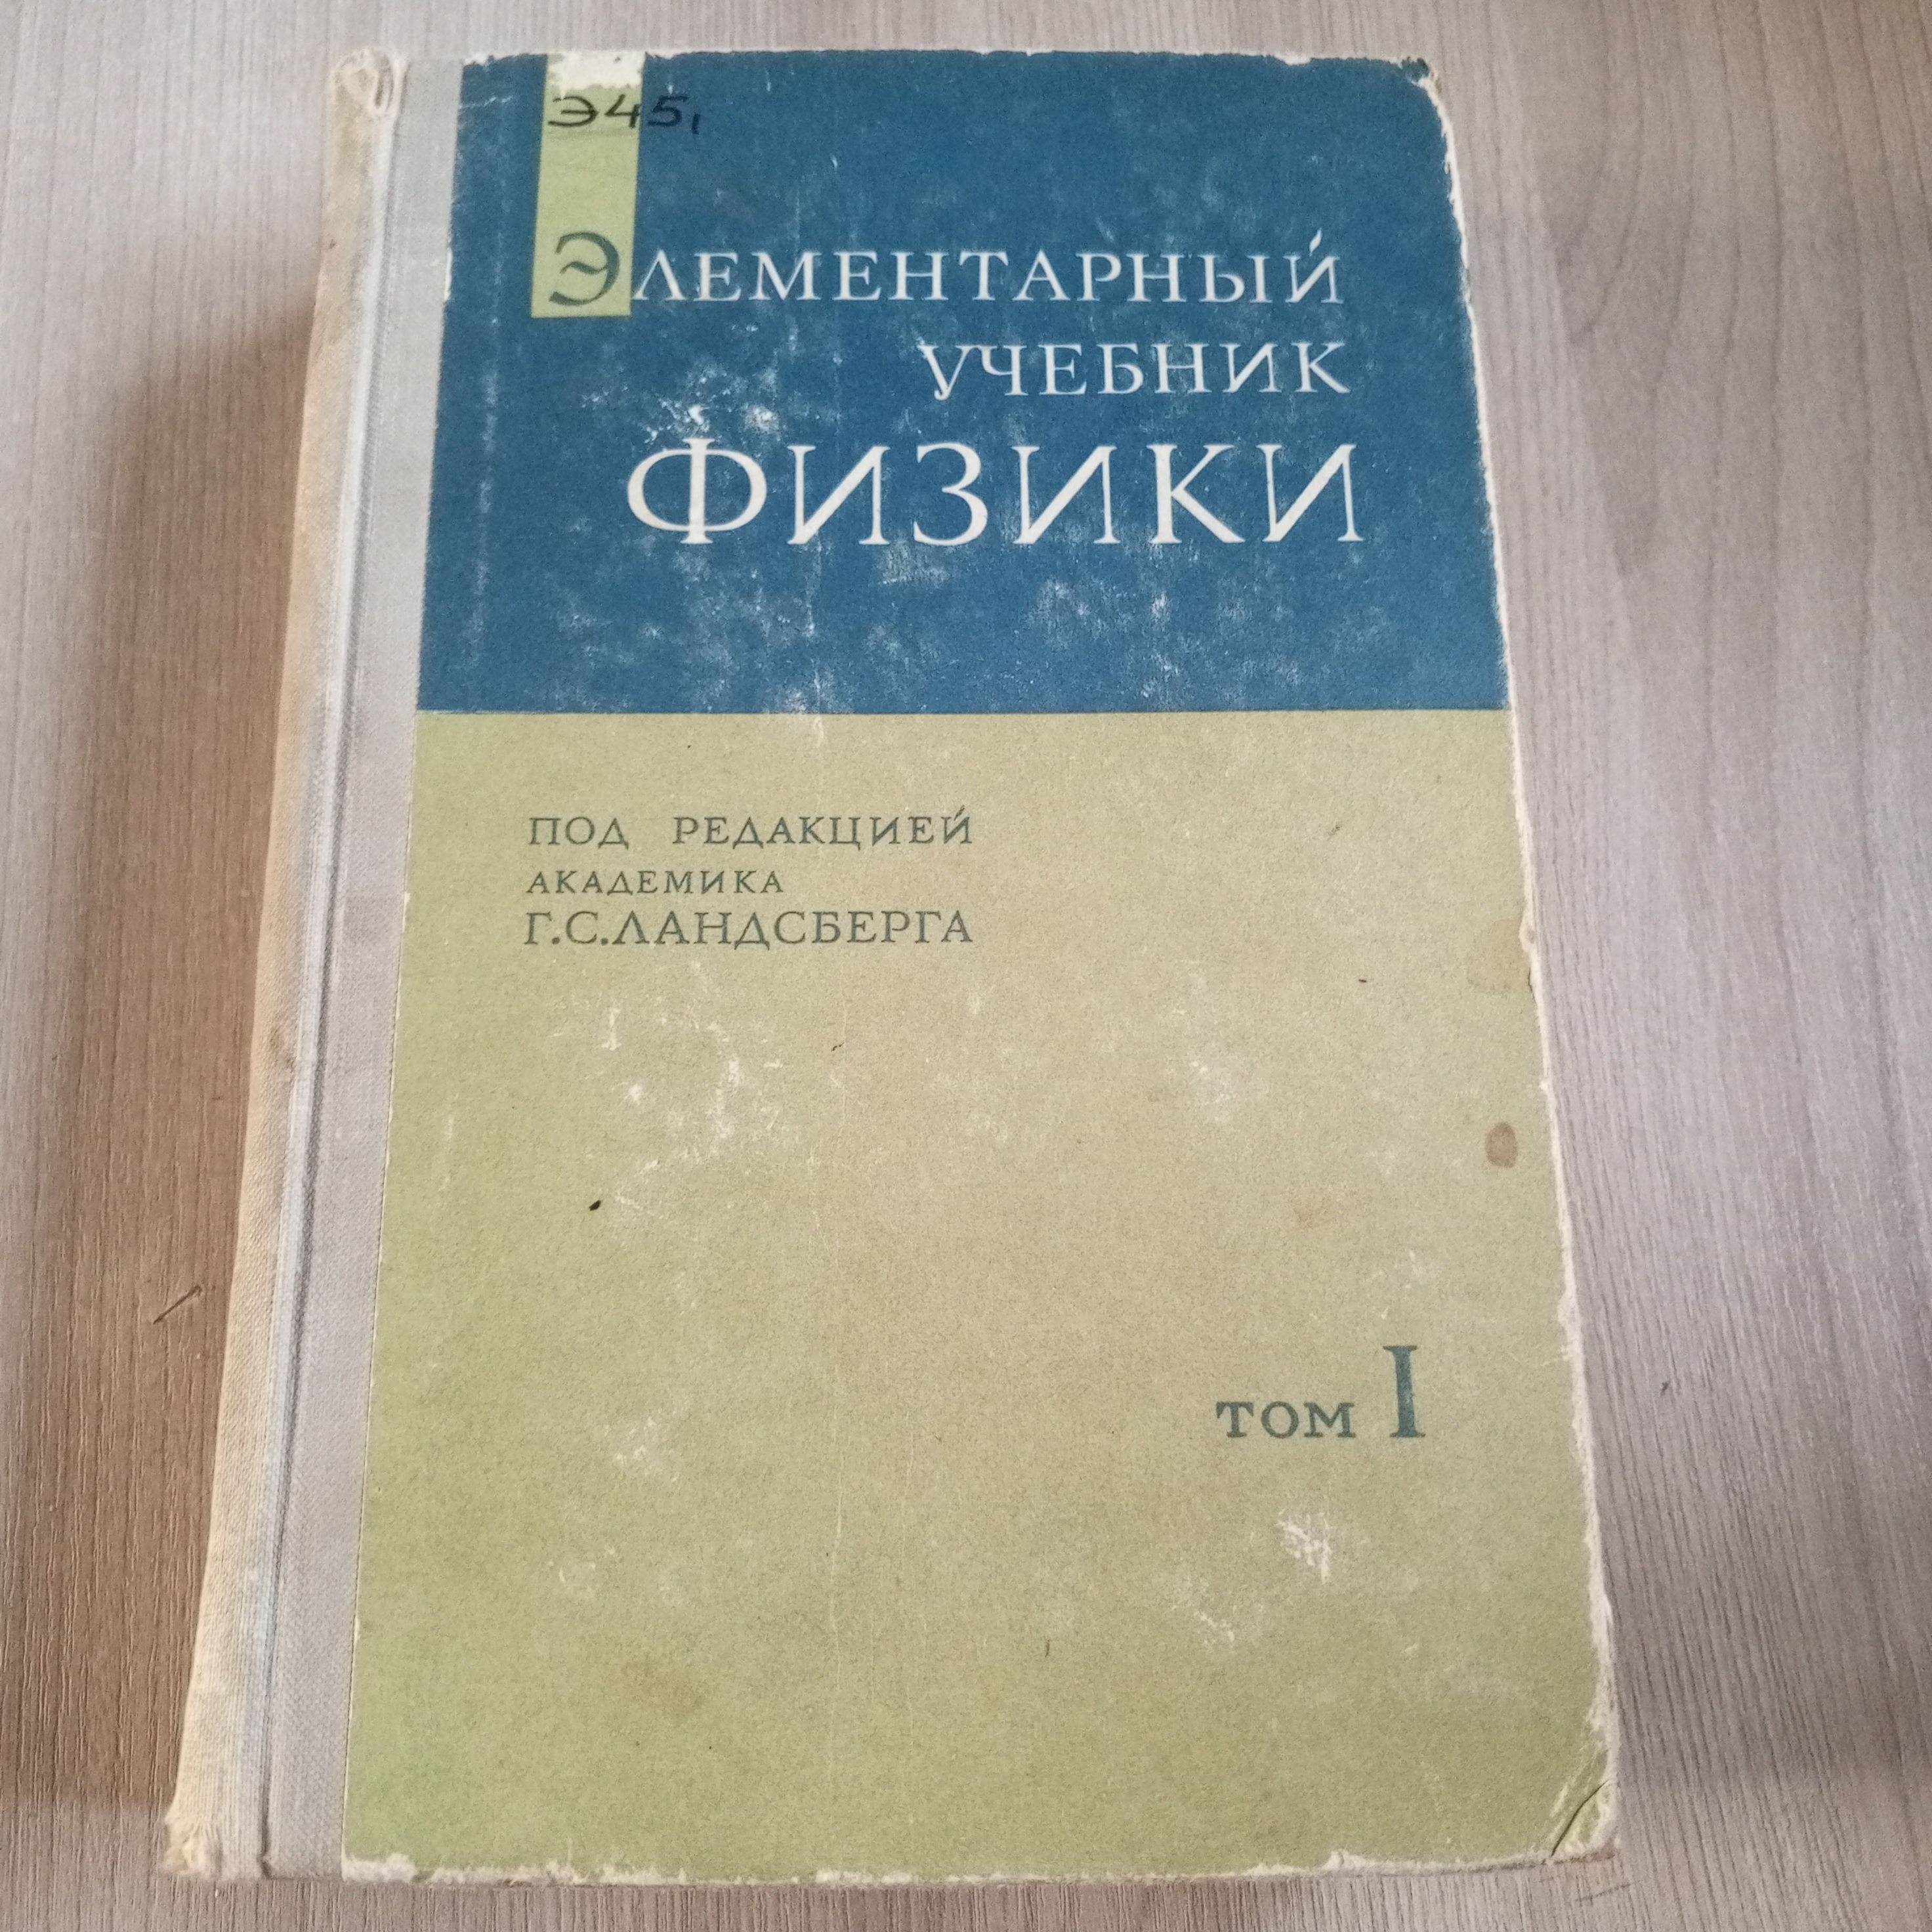 Э45,
ЭЛЕМЕНТАРНЫЙ
УЧЕБНИК
ФИЗИКИ
ПОД РЕДАКЦИЕЙ
АКАДЕМИКА
Г.С.ЛАНДСБЕРГА
ТОМ I